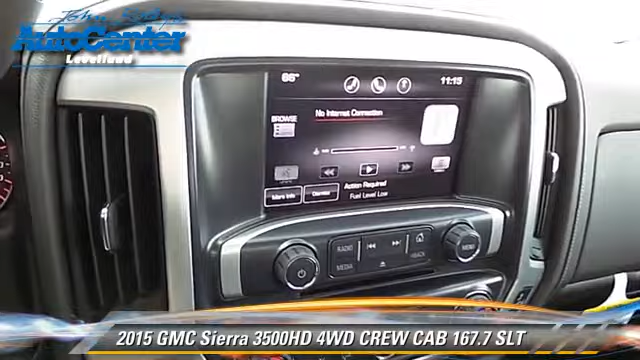 AutoCenter
Levelland
66°
11:15
No Internet Connection
BROWSE
Action Required
Fuel Level Low
More Info
Dismiss
RADIO
MEDIA
BACK
MENU
2015 GMC Sierra 3500HD 4WD CREW CAB 167.7 SLT